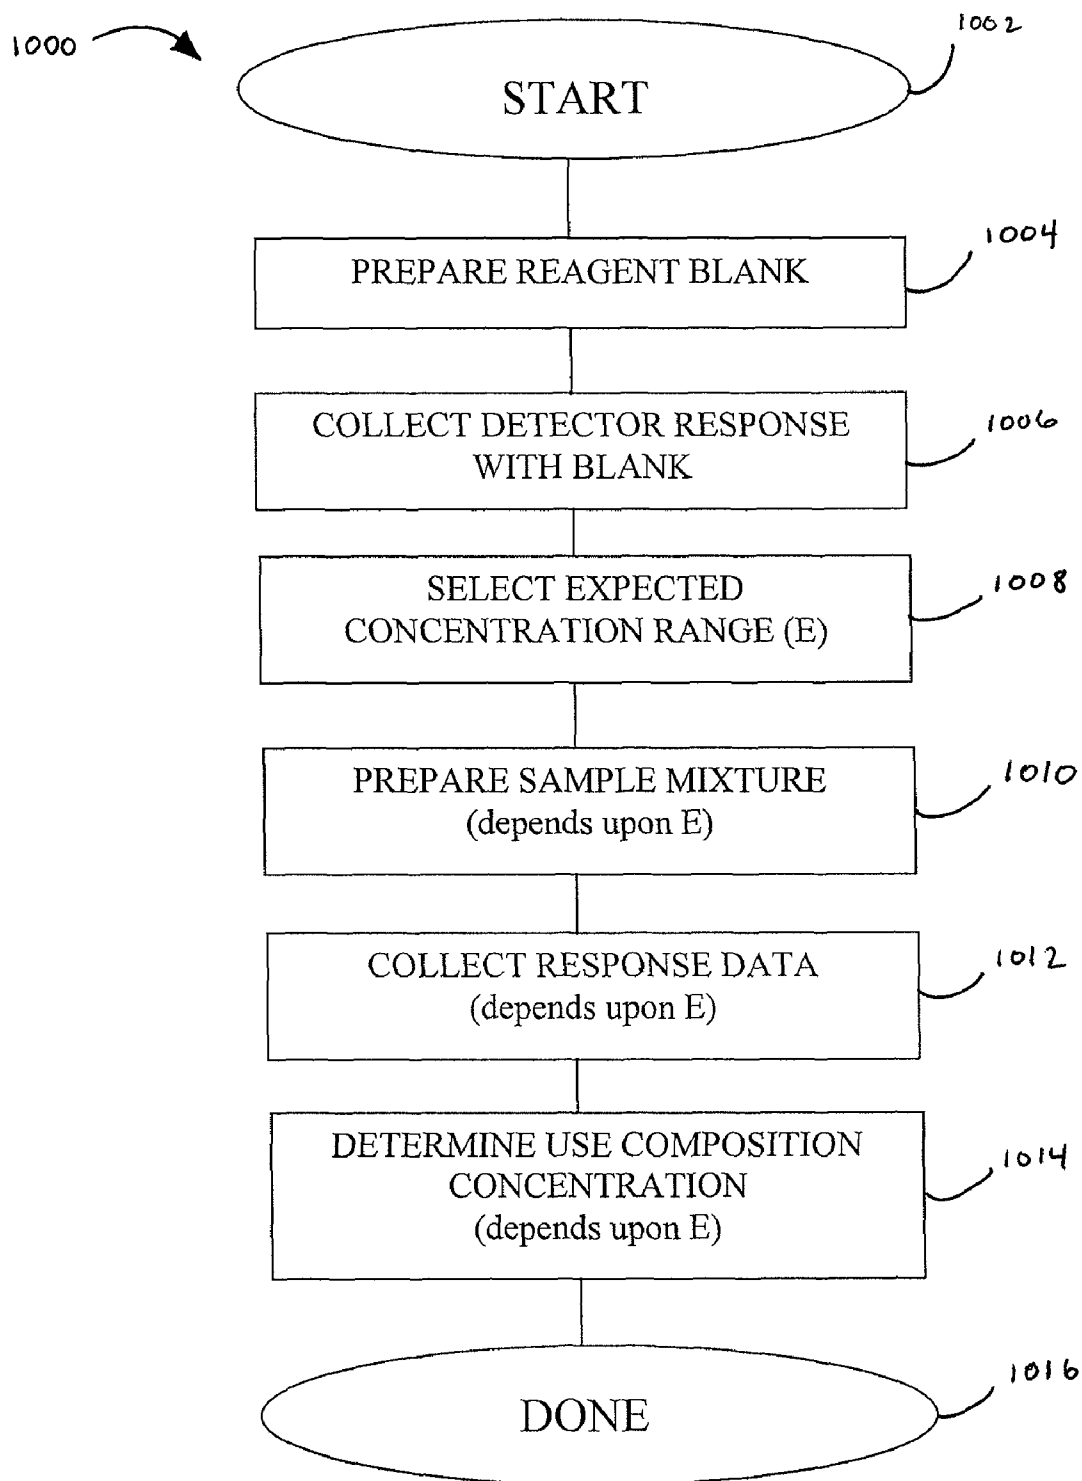 1000
1002
START
1004
PREPARE REAGENT BLANK
1006
COLLECT DETECTOR RESPONSE
WITH BLANK
1008
SELECT EXPECTED
CONCENTRATION RANGE (E)
1010
PREPARE SAMPLE MIXTURE
(depends upon E)
1012
COLLECT RESPONSE DATA
(depends upon E)
1014
DETERMINE USE COMPOSITION
CONCENTRATION
(depends upon E)
1016
DONE